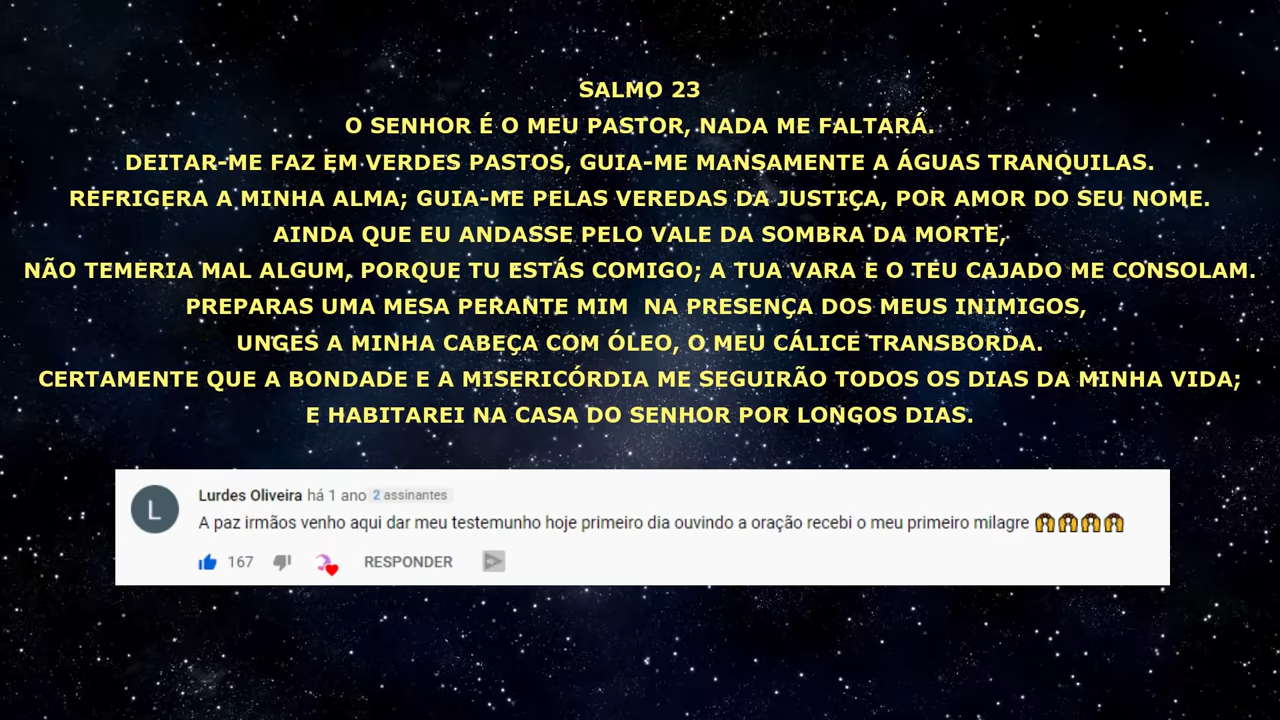 SALMO 23
O SENHOR É O MEU PASTOR, NADA ME FALTARÁ.
DEITAR-ME FAZ EM VERDES PASTOS, GUIA-ME MANSAMENTE A ÁGUAS TRANQUILAS.
REFRIGERA A MINHA ALMA; GUIA-ME PELAS VEREDAS DA JUSTIÇA, POR AMOR DO SEU NOME.
AINDA QUE EU ANDASSE PELO VALE DA SOMBRA DA MORTE,
NÃO TEMERIA MAL ALGUM, PORQUE TU ESTÁS COMIGO; A TUA VARA E O TEU CAJADO ME CONSOLAM.
PREPARAS UMA MESA PERANTE MIM  NA PRESENÇA DOS MEUS INIMIGOS,
UNGES A MINHA CABEÇA COM ÓLEO, O MEU CÁLICE TRANSBORDA.
CERTAMENTE QUE A BONDADE E A MISERICÓRDIA ME SEGUIRÃO TODOS OS DIAS DA MINHA VIDA;
E HABITAREI NA CASA DO SENHOR POR LONGOS DIAS.
L
Lurdes Oliveira há 1 ano 2 assinantes
A paz irmãos venho aqui dar meu testemunho hoje primeiro dia ouvindo a oração recebi o meu primeiro milagre
167 RESPONDER